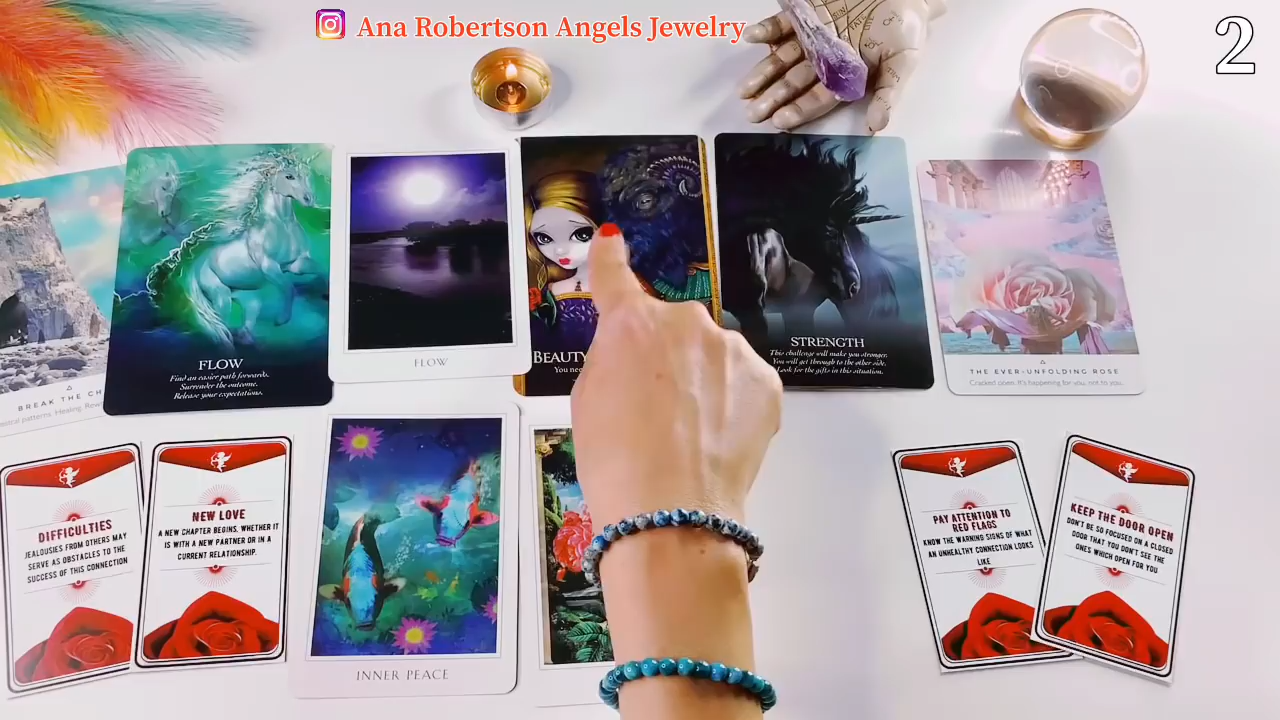 Ana Robertson Angels Jewelry
2
BREAK THE CH
Healing
FLOW
Find an easier path forwards.
Surrender the outcome.
Release your expectations.
FLOW
BEAUTY
You nee
STRENGTH
This challenge will make you stronger.
You will get through to the other side.
Look for the gifts in this situation.
THE EVER-UNFOLDING ROSE
Cracked open. It's happening for you, not to you.
DIFFICULTIES
JEALOUSIES FROM OTHERS MAY
SERVE AS OBSTACLES TO THE
SUCCESS OF THIS CONNECTION
NEW LOVE
A NEW CHAPTER BEGINS, WHETHER IT
IS WITH A NEW PARTNER OR IN A
CURRENT RELATIONSHIP.
INNER PEACE
PAY ATTENTION TO
RED FLAGS
KNOW THE WARNING SIGNS OF WHAT
AN UNHEALTHY CONNECTION LOOKS
LIKE
KEEP THE DOOR OPEN
DON'T BE SO FOCUSED ON A CLOSED
DOOR THAT YOU DON'T SEE THE
ONES WHICH OPEN FOR YOU